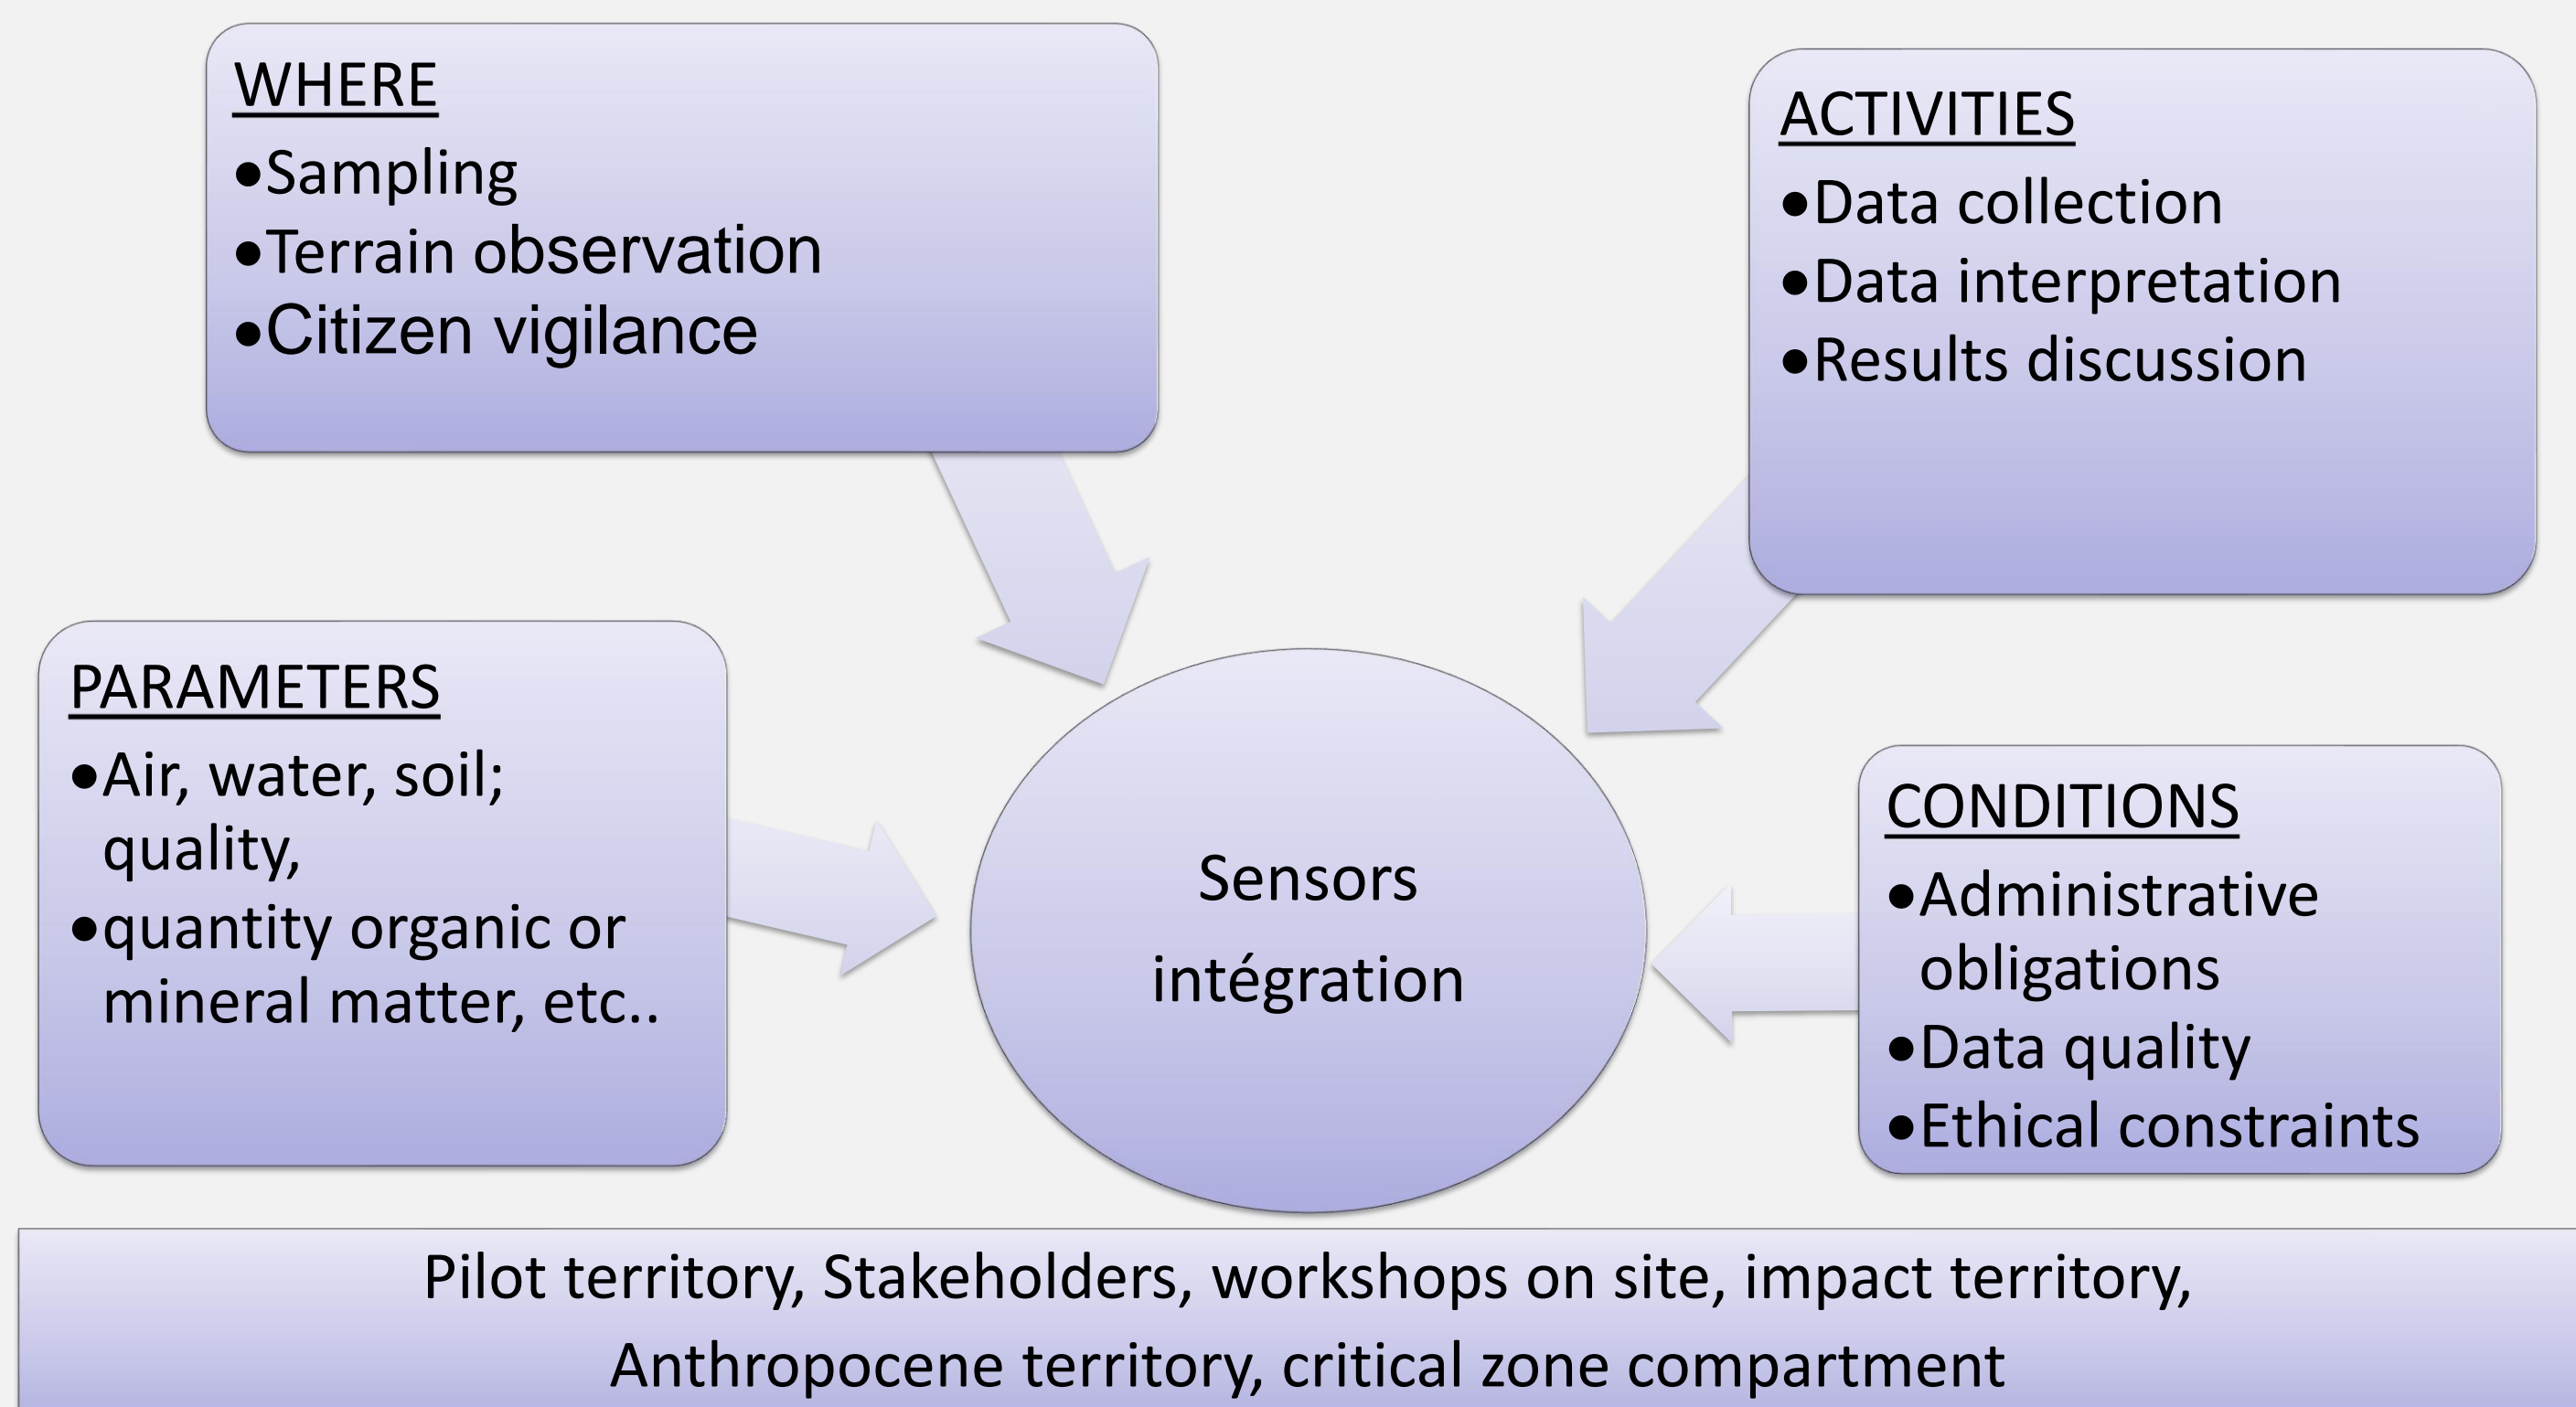 WHERE
•Sampling
•Terrain observation
•Citizen vigilance
ACTIVITIES
•Data collection
•Data interpretation
•Results discussion
PARAMETERS
•Air, water, soil;
quality,
•quantity organic or
mineral matter, etc..
Sensors
intégration
CONDITIONS
•Administrative
obligations
•Data quality
•Ethical constraints
Pilot territory, Stakeholders, workshops on site, impact territory,
Anthropocene territory, critical zone compartment